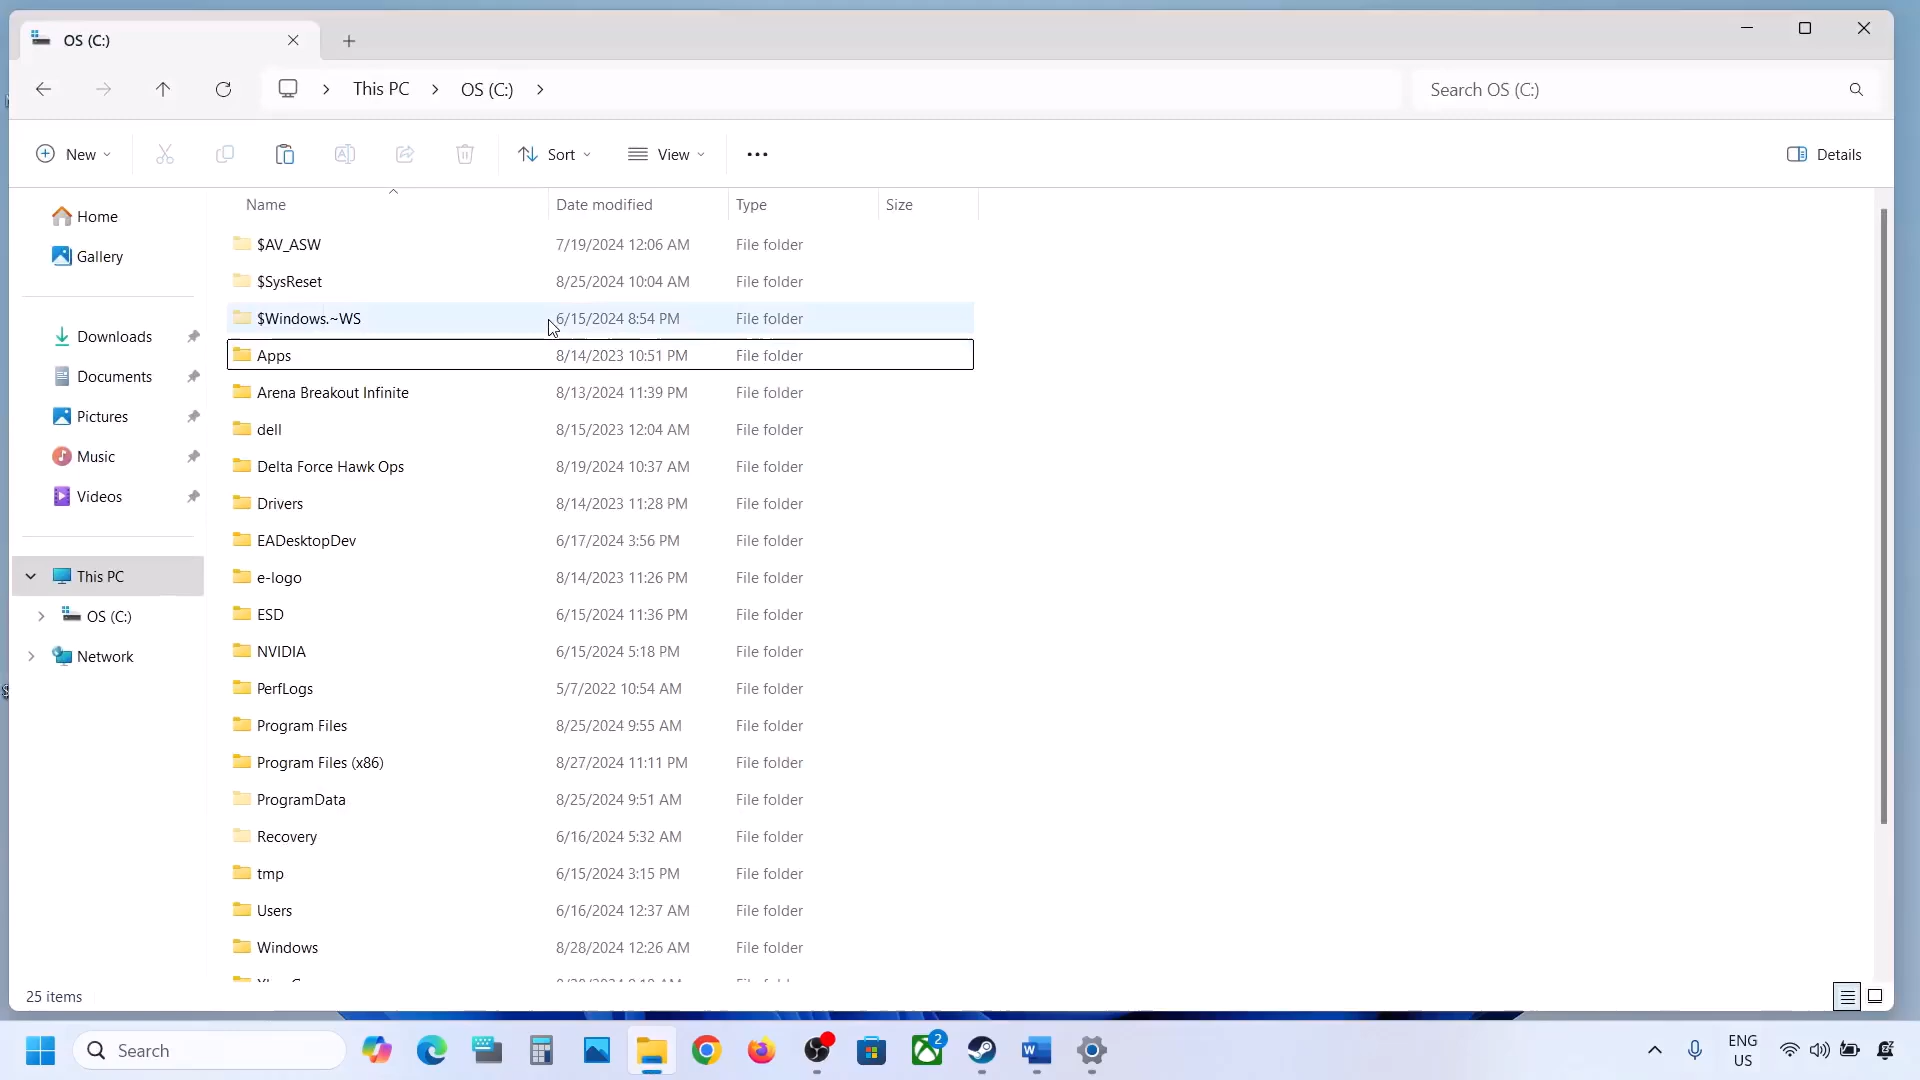 OS (C:)
This PC OS (C:) Search OS (C:)
New Sort View Details
Name Date modified Type Size
Home
Gallery
Downloads
Documents
Pictures
Music
Videos
This PC
OS (C:)
Network
$AV_ASW 7/19/2024 12:06 AM File folder
$SysReset 8/25/2024 10:04 AM File folder
$Windows.~WS 6/15/2024 8:54 PM File folder
Apps 8/14/2023 10:51 PM File folder
Arena Breakout Infinite 8/13/2024 11:39 PM File folder
dell 8/15/2023 12:04 AM File folder
Delta Force Hawk Ops 8/19/2024 10:37 AM File folder
Drivers 8/14/2023 11:28 PM File folder
EADesktopDev 6/17/2024 3:56 PM File folder
e-logo 8/14/2023 11:26 PM File folder
ESD 6/15/2024 11:36 PM File folder
NVIDIA 6/15/2024 5:18 PM File folder
PerfLogs 5/7/2022 10:54 AM File folder
Program Files 8/25/2024 9:55 AM File folder
Program Files (x86) 8/27/2024 11:11 PM File folder
ProgramData 8/25/2024 9:51 AM File folder
Recovery 6/16/2024 5:32 AM File folder
tmp 6/15/2024 3:15 PM File folder
Users 6/16/2024 12:37 AM File folder
Windows 8/28/2024 12:26 AM File folder
25 items
Search 2 ENG
US